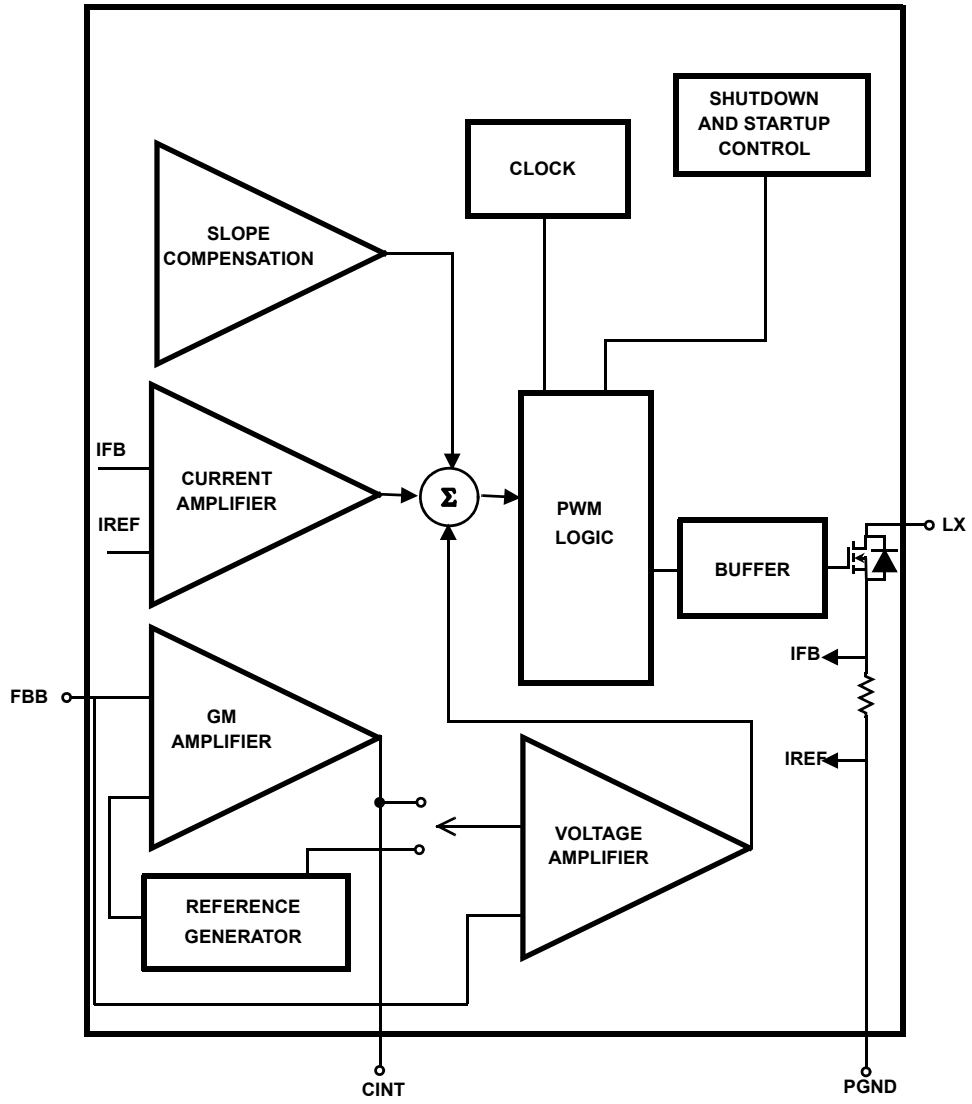 SHUTDOWN
AND STARTUP
CONTROL
CLOCK
SLOPE
COMPENSATION
IFB
CURRENT
AMPLIFIER
IREF
Σ
PWM
LOGIC
LX
BUFFER
IFB
FBB
GM
AMPLIFIER
IREF
VOLTAGE
AMPLIFIER
REFERENCE
GENERATOR
CINT
PGND